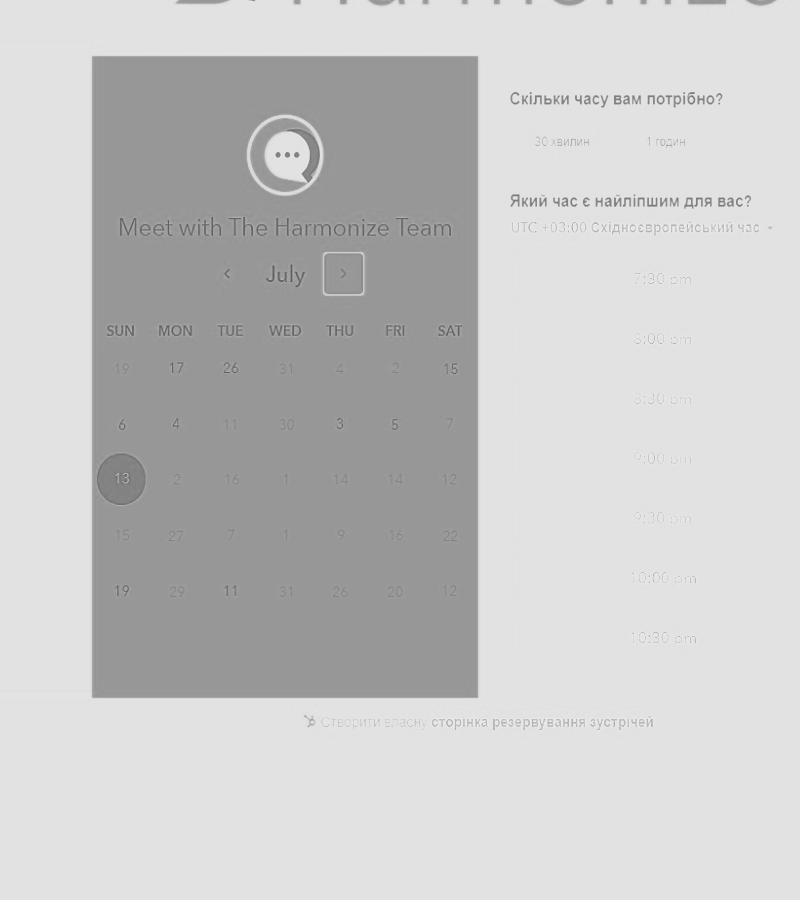 Meet with The Harmonize Team
July
SUN MON TUE WED THU FRI SAT
19 17 26 31 4 2 15
6 4 11 30 3 5 7
13 2 16 1 14 14 12
15 27 7 1 9 16 22
19 29 11 31 26 20 12
Скільки часу вам потрібно?
30 хвилин 1 годин
Який час є найліпшим для вас?
UTC +03:00 Східноєвропейський час
7:30 pm
8:00 pm
8:30 pm
9:00 pm
9:30 pm
10:00 pm
10:30 pm
Створити власну сторінка резервування зустрічей